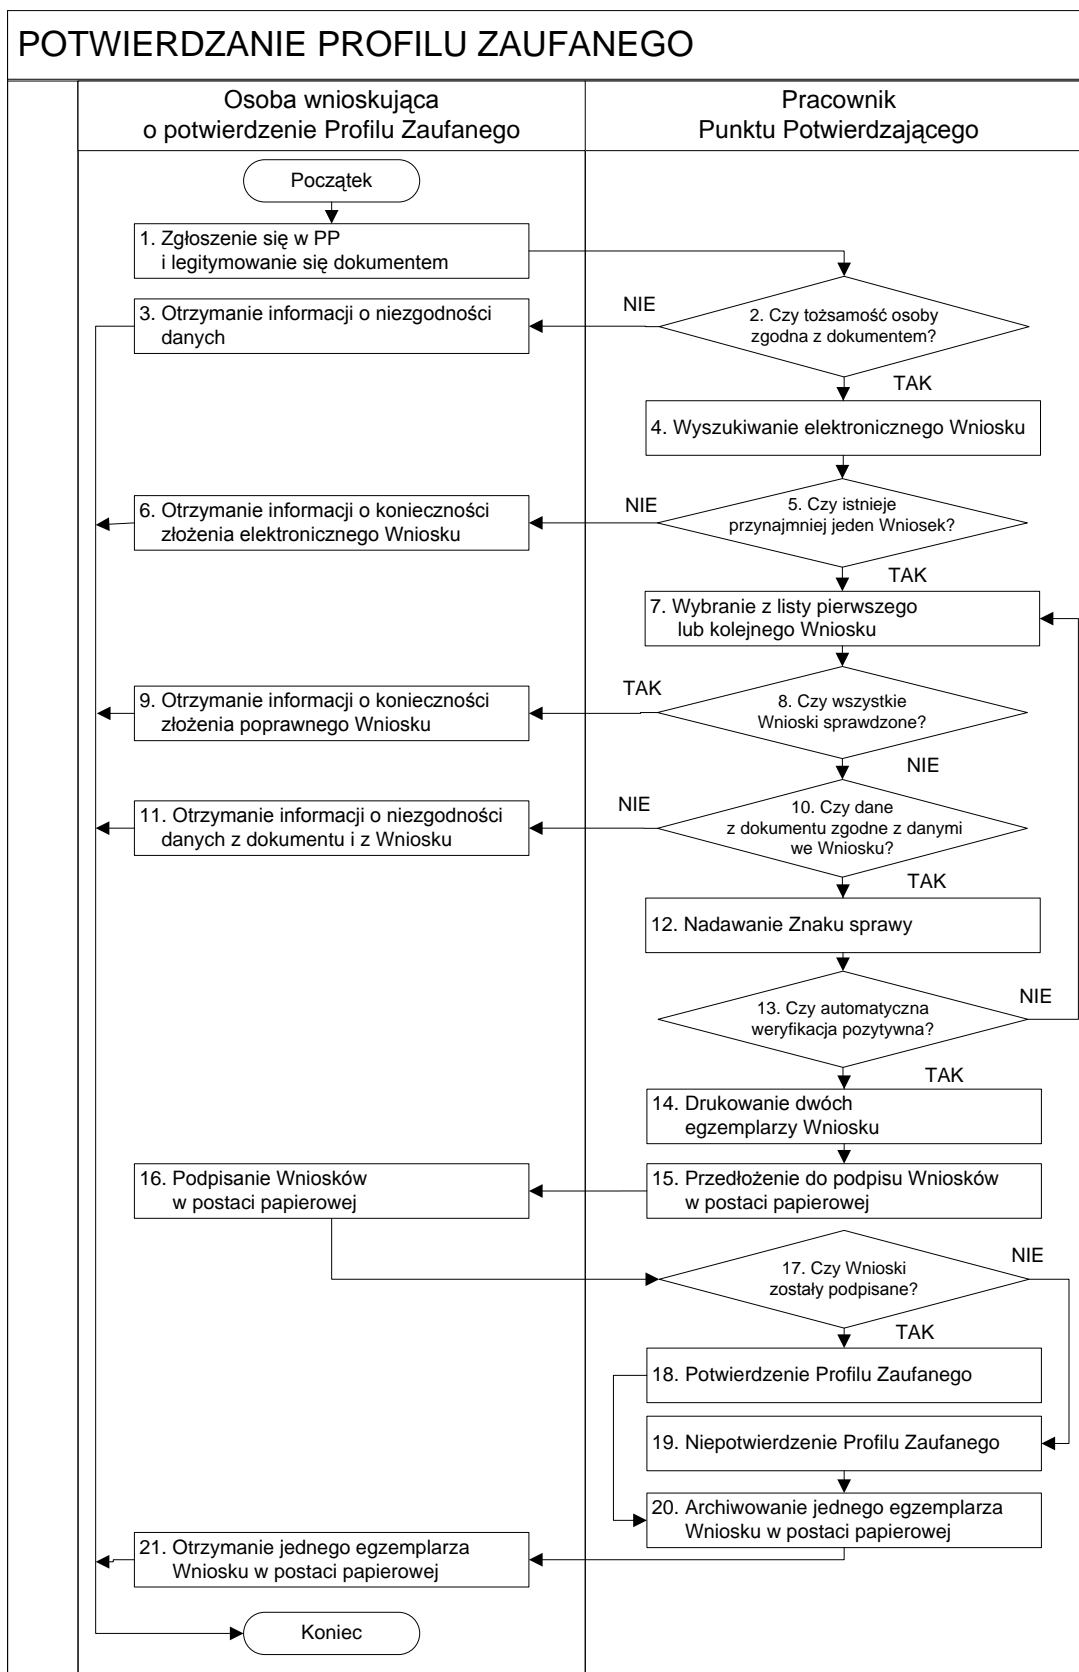 POTWIERDZANIE PROFILU ZAUFANEGO
Osoba wnioskująca
o potwierdzenie Profilu Zaufanego
Pracownik
Punktu Potwierdzającego
Początek
1. Zgłoszenie się w PP
i legitymowanie się dokumentem
2. Czy tożsamość osoby
zgodna z dokumentem?
NIE
3. Otrzymanie informacji o niezgodności
danych
TAK
4. Wyszukiwanie elektronicznego Wniosku
5. Czy istnieje
przynajmniej jeden Wniosek?
NIE
6. Otrzymanie informacji o konieczności
złożenia elektronicznego Wniosku
TAK
7. Wybranie z listy pierwszego
lub kolejnego Wniosku
8. Czy wszystkie
Wnioski sprawdzone?
TAK
9. Otrzymanie informacji o konieczności
złożenia poprawnego Wniosku
NIE
10. Czy dane
z dokumentu zgodne z danymi
we Wniosku?
NIE
11. Otrzymanie informacji o niezgodności
danych z dokumentu i z Wniosku
TAK
12. Nadawanie Znaku sprawy
13. Czy automatyczna
weryfikacja pozytywna?
NIE
TAK
14. Drukowanie dwóch
egzemplarzy Wniosku
15. Przedłożenie do podpisu Wniosków
w postaci papierowej
16. Podpisanie Wniosków
w postaci papierowej
17. Czy Wnioski
zostały podpisane?
NIE
TAK
18. Potwierdzenie Profilu Zaufanego
19. Niepotwierdzenie Profilu Zaufanego
20. Archiwowanie jednego egzemplarza
Wniosku w postaci papierowej
21. Otrzymanie jednego egzemplarza
Wniosku w postaci papierowej
Koniec